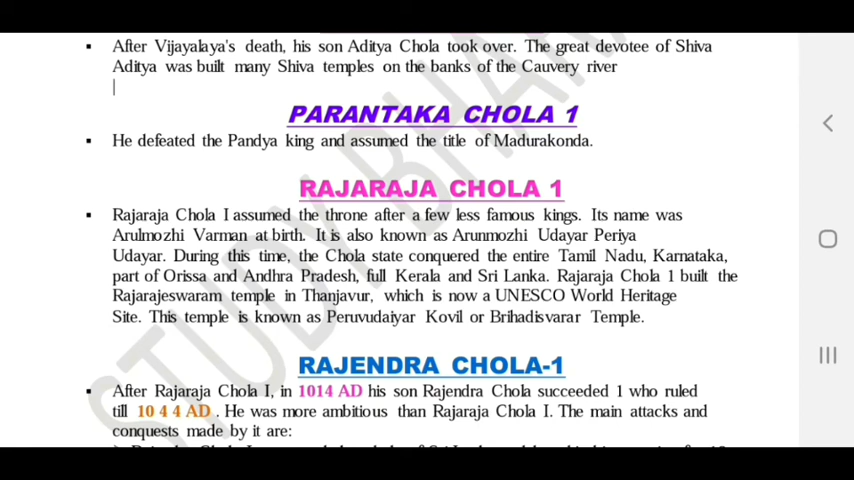 ▪ After Vijayalaya's death, his son Aditya Chola took over. The great devotee of Shiva
Aditya was built many Shiva temples on the banks of the Cauvery river
PARANTAKA CHOLA 1
▪ He defeated the Pandya king and assumed the title of Madurakonda.
RAJARAJA CHOLA 1
▪ Rajaraja Chola I assumed the throne after a few less famous kings. Its name was
Arulmozhi Varman at birth. It is also known as Arunmozhi Udayar Periya
Udayar. During this time, the Chola state conquered the entire Tamil Nadu, Karnataka,
part of Orissa and Andhra Pradesh, full Kerala and Sri Lanka. Rajaraja Chola 1 built the
Rajarajeswaram temple in Thanjavur, which is now a UNESCO World Heritage
Site. This temple is known as Peruvudaiyar Kovil or Brihadisvarar Temple.
RAJENDRA CHOLA-1
▪ After Rajaraja Chola I, in 1014 AD his son Rajendra Chola succeeded 1 who ruled
till 10 4 4 AD . He was more ambitious than Rajaraja Chola I. The main attacks and
conquests made by it are:
STUDY BHARA